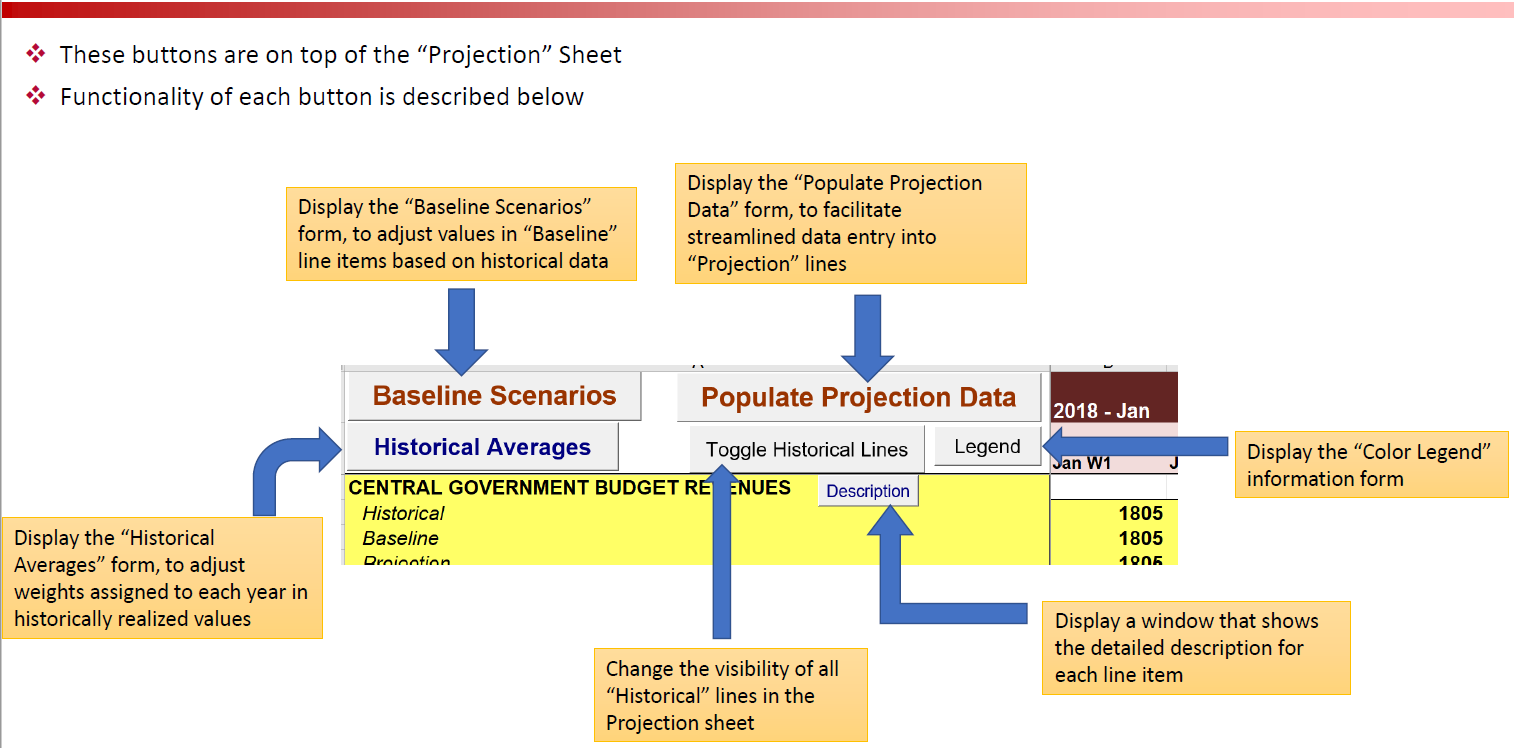 These buttons are on top of the “Projection” Sheet
Functionality of each button is described below
Display the “Baseline Scenarios”
form, to adjust values in “Baseline”
line items based on historical data
Display the “Populate Projection
Data” form, to facilitate
streamlined data entry into
“Projection” lines
Baseline Scenarios
Populate Projection Data
2018 - Jan
Historical Averages
Toggle Historical Lines
Legend
Jan W1
CENTRAL GOVERNMENT BUDGET REVENUES
Description
Historical
1805
Baseline
1805
Projection
1805
Display the “Color Legend”
information form
Display the “Historical
Averages” form, to adjust
weights assigned to each year in
historically realized values
Display a window that shows
the detailed description for
each line item
Change the visibility of all
“Historical” lines in the
Projection sheet